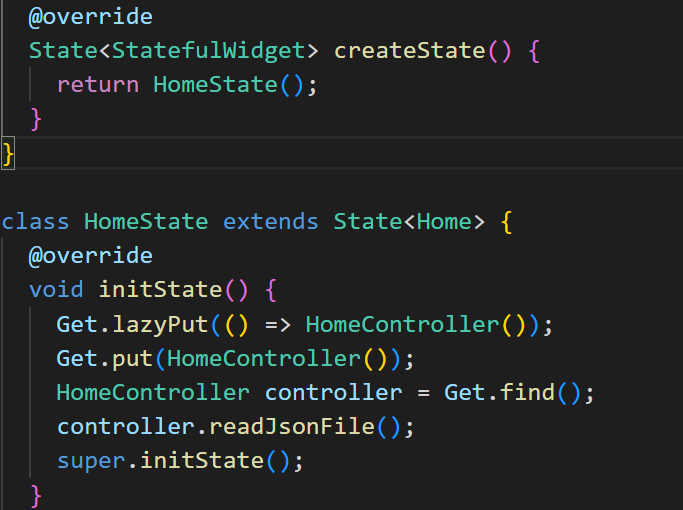 @override
State<StatefulWidget> createState() {
return HomeState();
}
}
class HomeState extends State<Home> {
@override
void initState() {
Get.lazyPut(() => HomeController());
Get.put(HomeController());
HomeController controller = Get.find();
controller.readJsonFile();
super.initState();
}